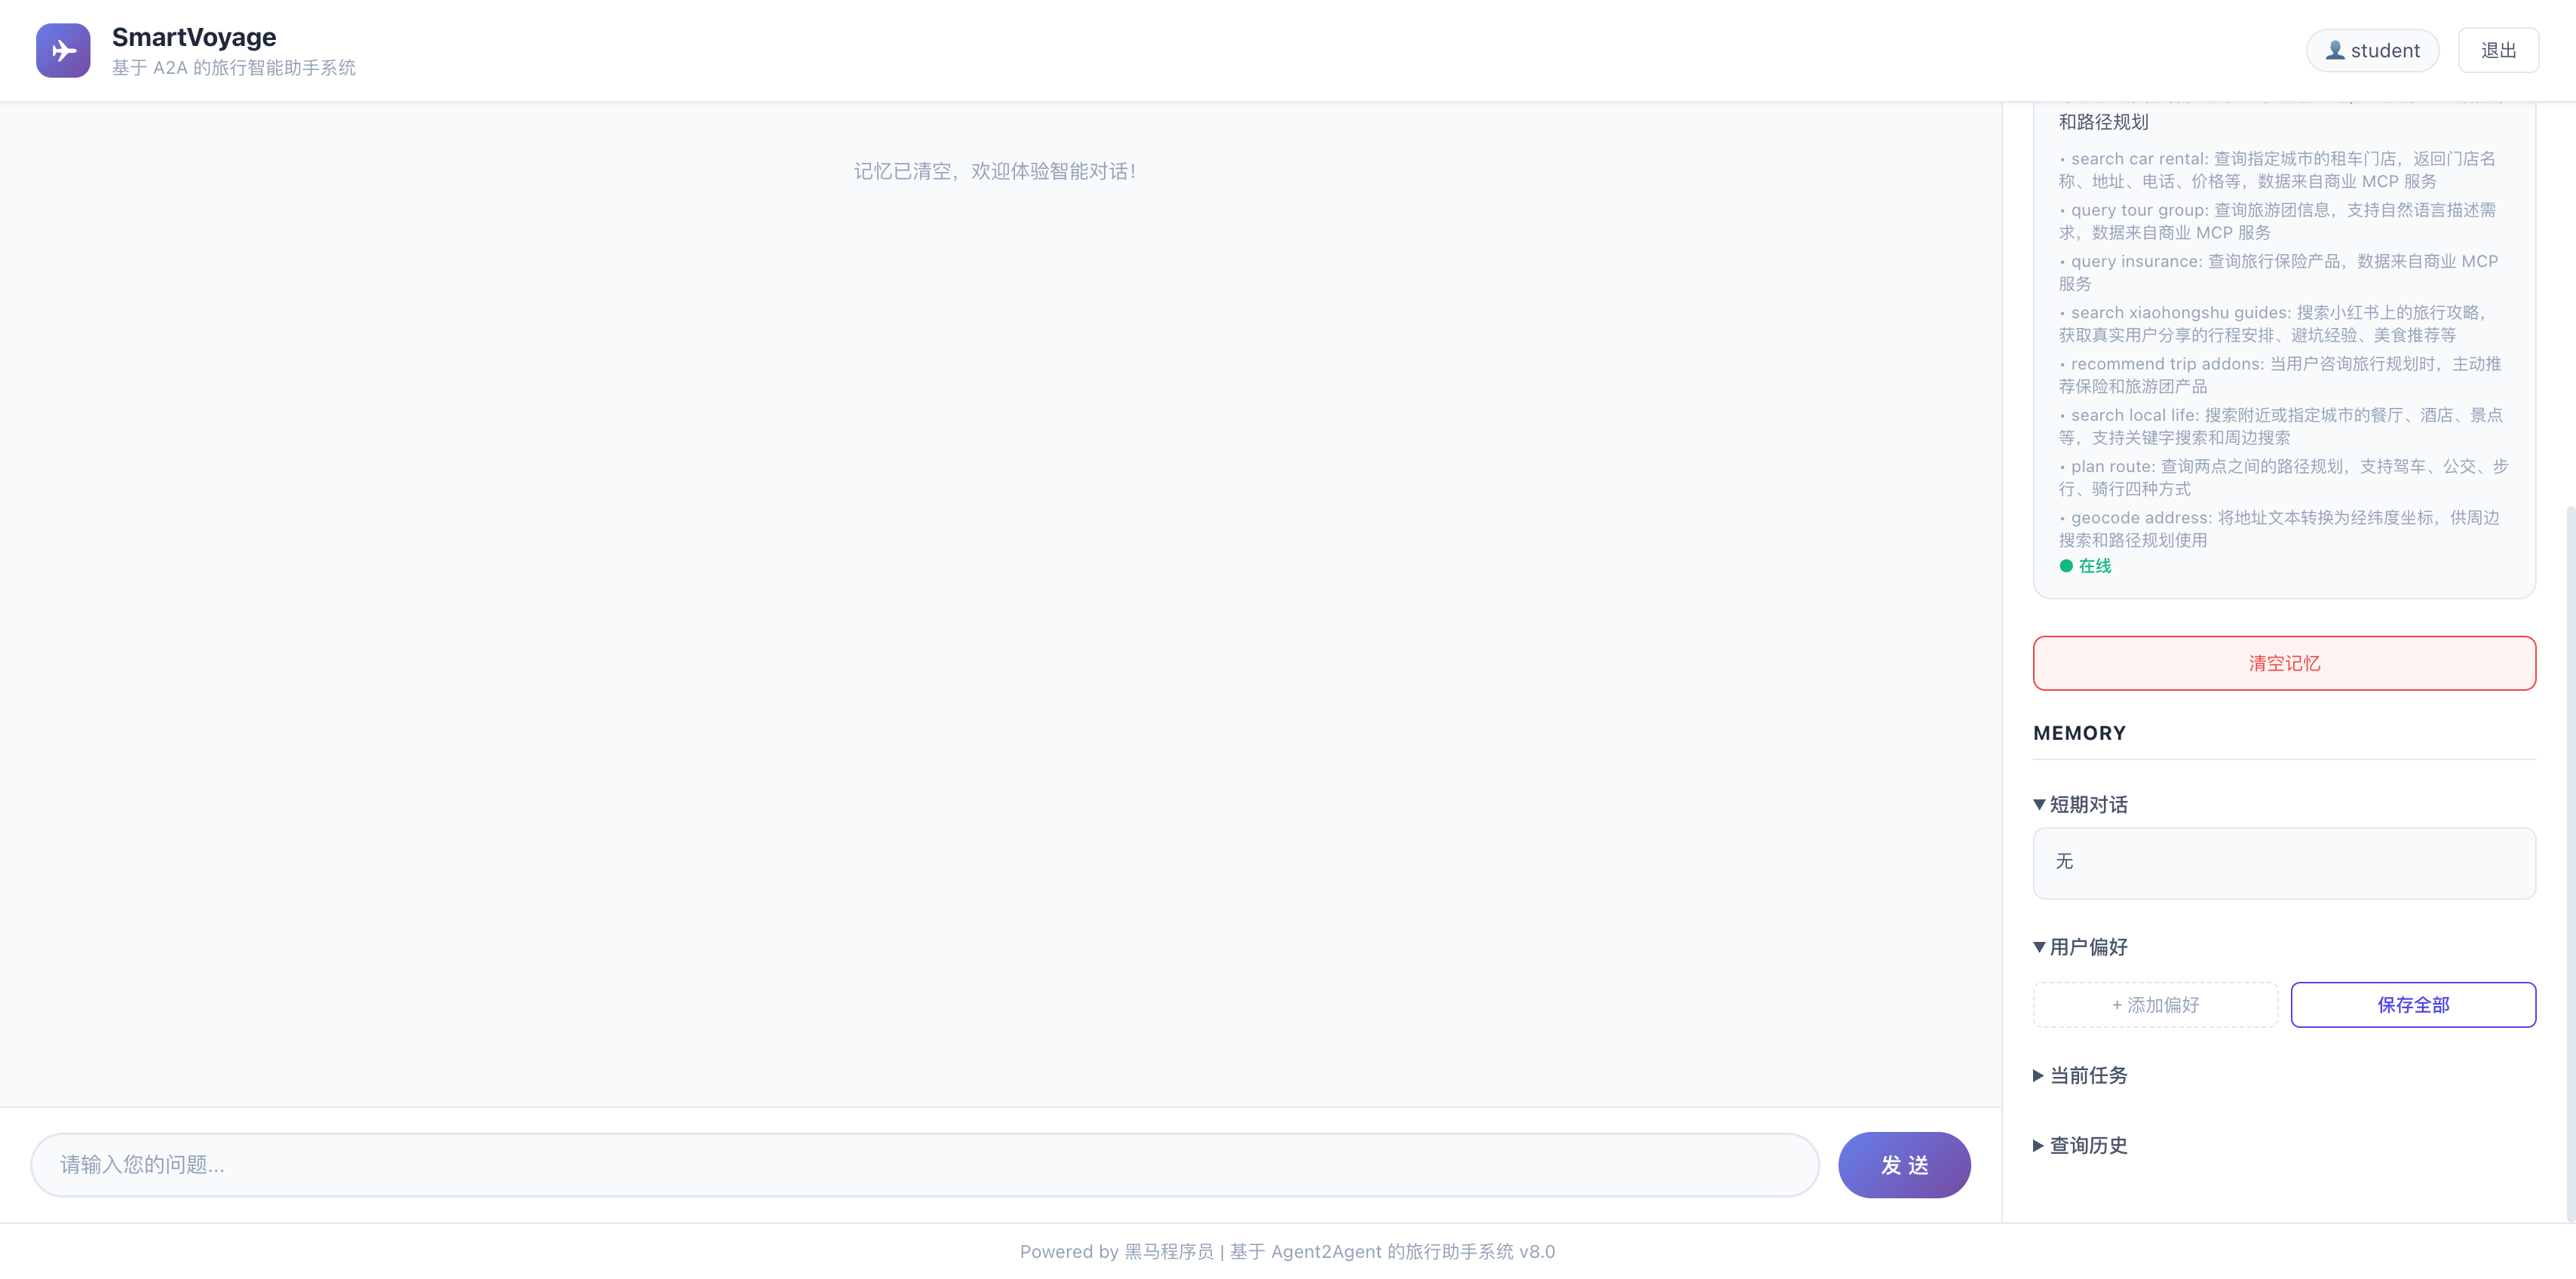 SmartVoyage
基于 A2A 的旅行智能助手系统
student
退出
记忆已清空，欢迎体验智能对话！
和路径规划
• search car rental: 查询指定城市的租车门店，返回门店名
称、地址、电话、价格等，数据来自商业 MCP 服务
• query tour group: 查询旅游团信息，支持自然语言描述需
求，数据来自商业 MCP 服务
• query insurance: 查询旅行保险产品，数据来自商业 MCP
服务
• search xiaohongshu guides: 搜索小红书上的旅行攻略，
获取真实用户分享的行程安排、避坑经验、美食推荐等
• recommend trip addons: 当用户咨询旅行规划时，主动推
荐保险和旅游团产品
• search local life: 搜索附近或指定城市的餐厅、酒店、景点
等，支持关键字搜索和周边搜索
• plan route: 查询两点之间的路径规划，支持驾车、公交、步
行、骑行四种方式
• geocode address: 将地址文本转换为经纬度坐标，供周边
搜索和路径规划使用
在线
清空记忆
MEMORY
▼短期对话
无
▼用户偏好
+ 添加偏好
保存全部
▶当前任务
▶查询历史
请输入您的问题...
发 送
Powered by 黑马程序员 | 基于 Agent2Agent 的旅行助手系统 v8.0